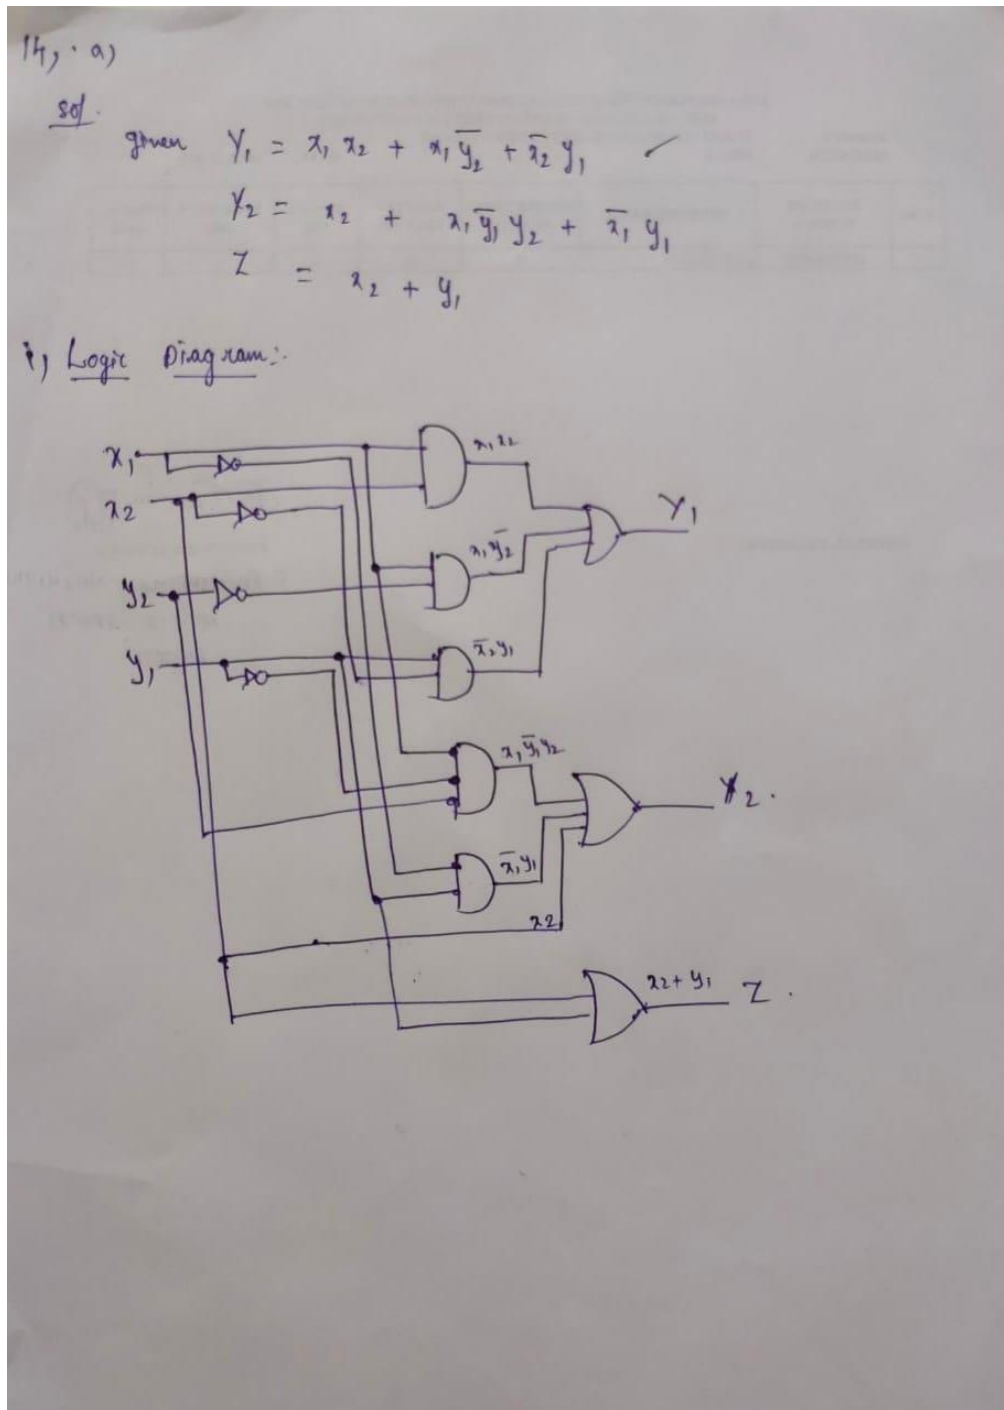 14, . a,
sol.
given Y₁ = x₁ x₂ + x₁ y̅₂ + x̅₂ y₁ ✓
Y₂ = x₂ + x₁ y̅₁ y₂ + x̅₁ y₁
Z = x₂ + y₁
i, Logic Diagram:-
x₁
x₁x₂
x₂
Y₁
x₁y̅₂
y₂
x̅₂y₁
y₁
x₁y̅₁y₂
Y₂.
x̅₁y₁
x₂
x₂+y₁ Z.